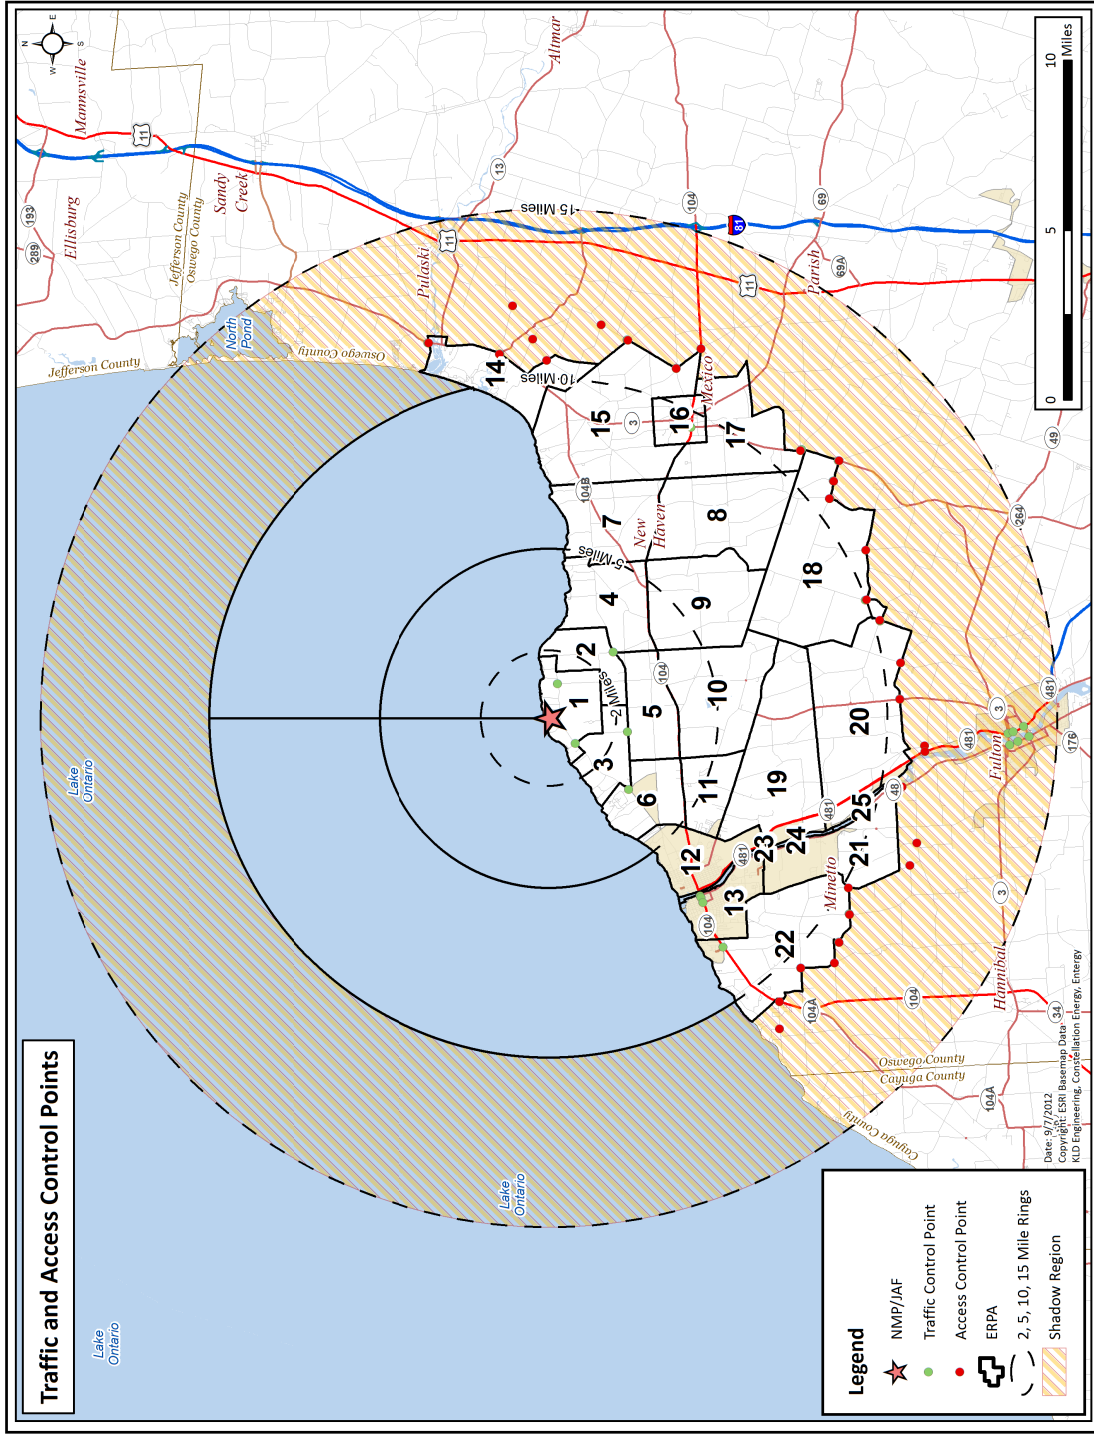 Traffic and Access Control Points
N
E
S
W
Lake
Ontario
Lake
Ontario
Lake
Ontario
Mannsville
11
193
289
Ellisburg
Sandy
Creek
Jefferson County
Oswego County
Jefferson County
Oswego County
North
Pond
Pulaski
11
13
Altmar
15 Miles
104
81
69
69A
Parish
11
Mexico
10 Miles
14
15
3
16
17
104B
7
New
Haven
8
5 Miles
4
9
18
2
1
2 Miles
5
104
10
3
6
11
19
20
12
481
23
24
481
25
48
481
13
104
21
Minetto
22
104A
104
Hannibal
34
3
Fulton
3
481
176
264
49
Oswego County
Cayuga County
Cayuga County
104A
0
5
10
Miles
Legend
NMP/JAF
Traffic Control Point
Access Control Point
ERPA
2, 5, 10, 15 Mile Rings
Shadow Region
Date: 9/7/2012
Copyright: ESRI Basemap Data
KLD Engineering, Constellation Energy, Entergy